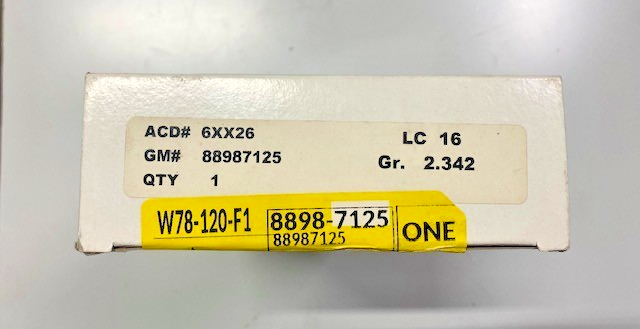 ACD# 6XX26 LC 16
GM# 88987125 Gr. 2.342
QTY 1
W78-120-F1 8898-7125 ONE
88987125